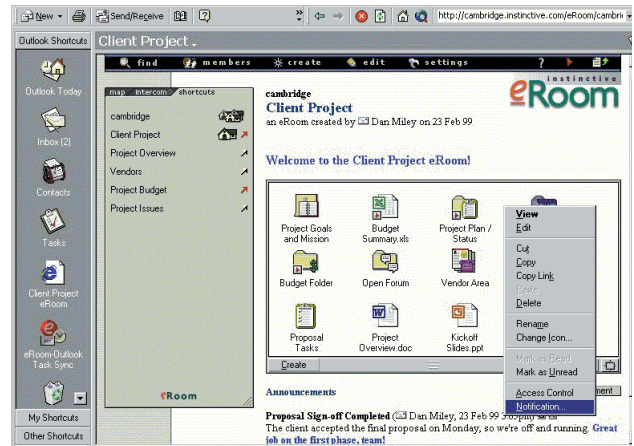 New
Send/Receive
http://cambridge.instinctive.com/eRoom/cambri
Outlook Shortcuts
Client Project
find members create edit settings ?
Outlook Today
Inbox (2)
Contacts
Tasks
Client Project
eRoom
eRoom-Outlook
Task Sync
My Shortcuts
Other Shortcuts
map intercom shortcuts
cambridge
Client Project
Project Overview
Vendors
Project Budget
Project Issues
eRoom
instinctive
eRoom
cambridge
Client Project
an eRoom created by Dan Miley on 23 Feb 99
Welcome to the Client Project eRoom!
Project Goals
and Mission
Budget
Summary.xls
Project Plan /
Status
Budget Folder
Open Forum
Vendor Area
Proposal
Tasks
Project
Overview.doc
Kickoff
Slides.ppt
Create
View
Edit
Cut
Copy
Copy Link
Paste
Delete
Rename
Change Icon...
Mark as Read
Mark as Unread
Access Control
Notification...
Announcements
Proposal Sign-off Completed (Dan Miley, 23 Feb 99
The client accepted the final proposal on Monday, so we're off and running. Great
job on the first phase, team!